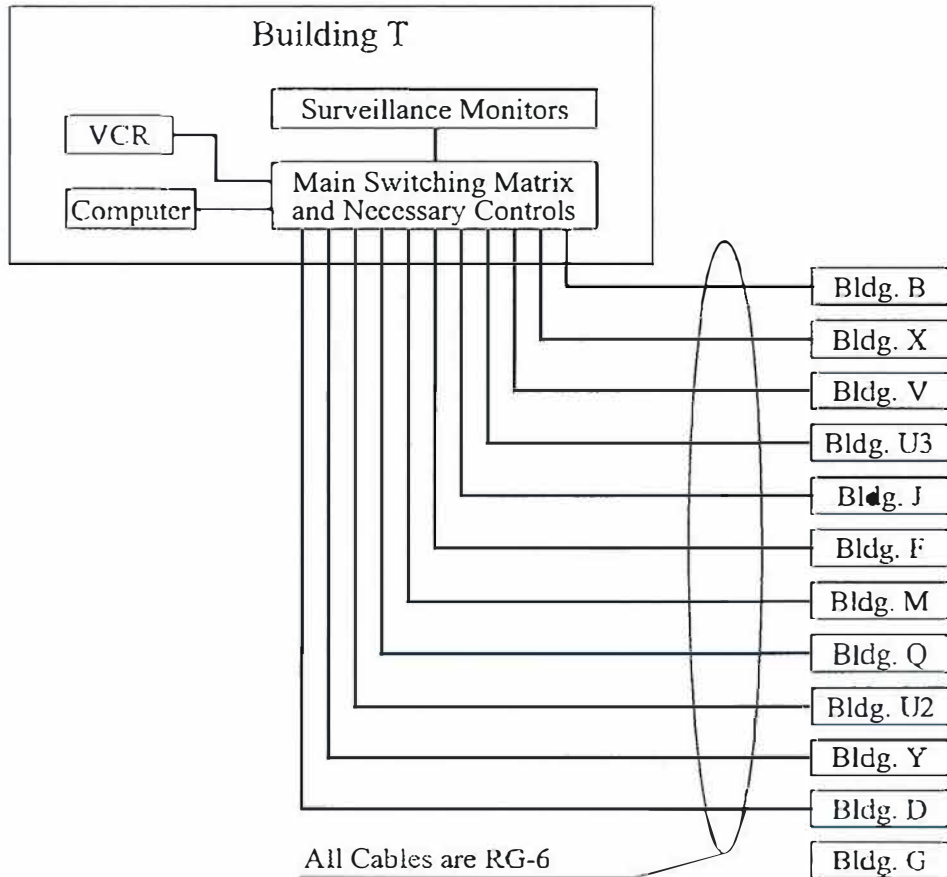 Building T
Surveillance Monitors
VCR
Main Switching Matrix
and Necessary Controls
Computer
Bldg. B
Bldg. X
Bldg. V
Bldg. U3
Bldg. J
Bldg. F
Bldg. M
Bldg. Q
Bldg. U2
Bldg. Y
Bldg. D
All Cables are RG-6
Bldg. G